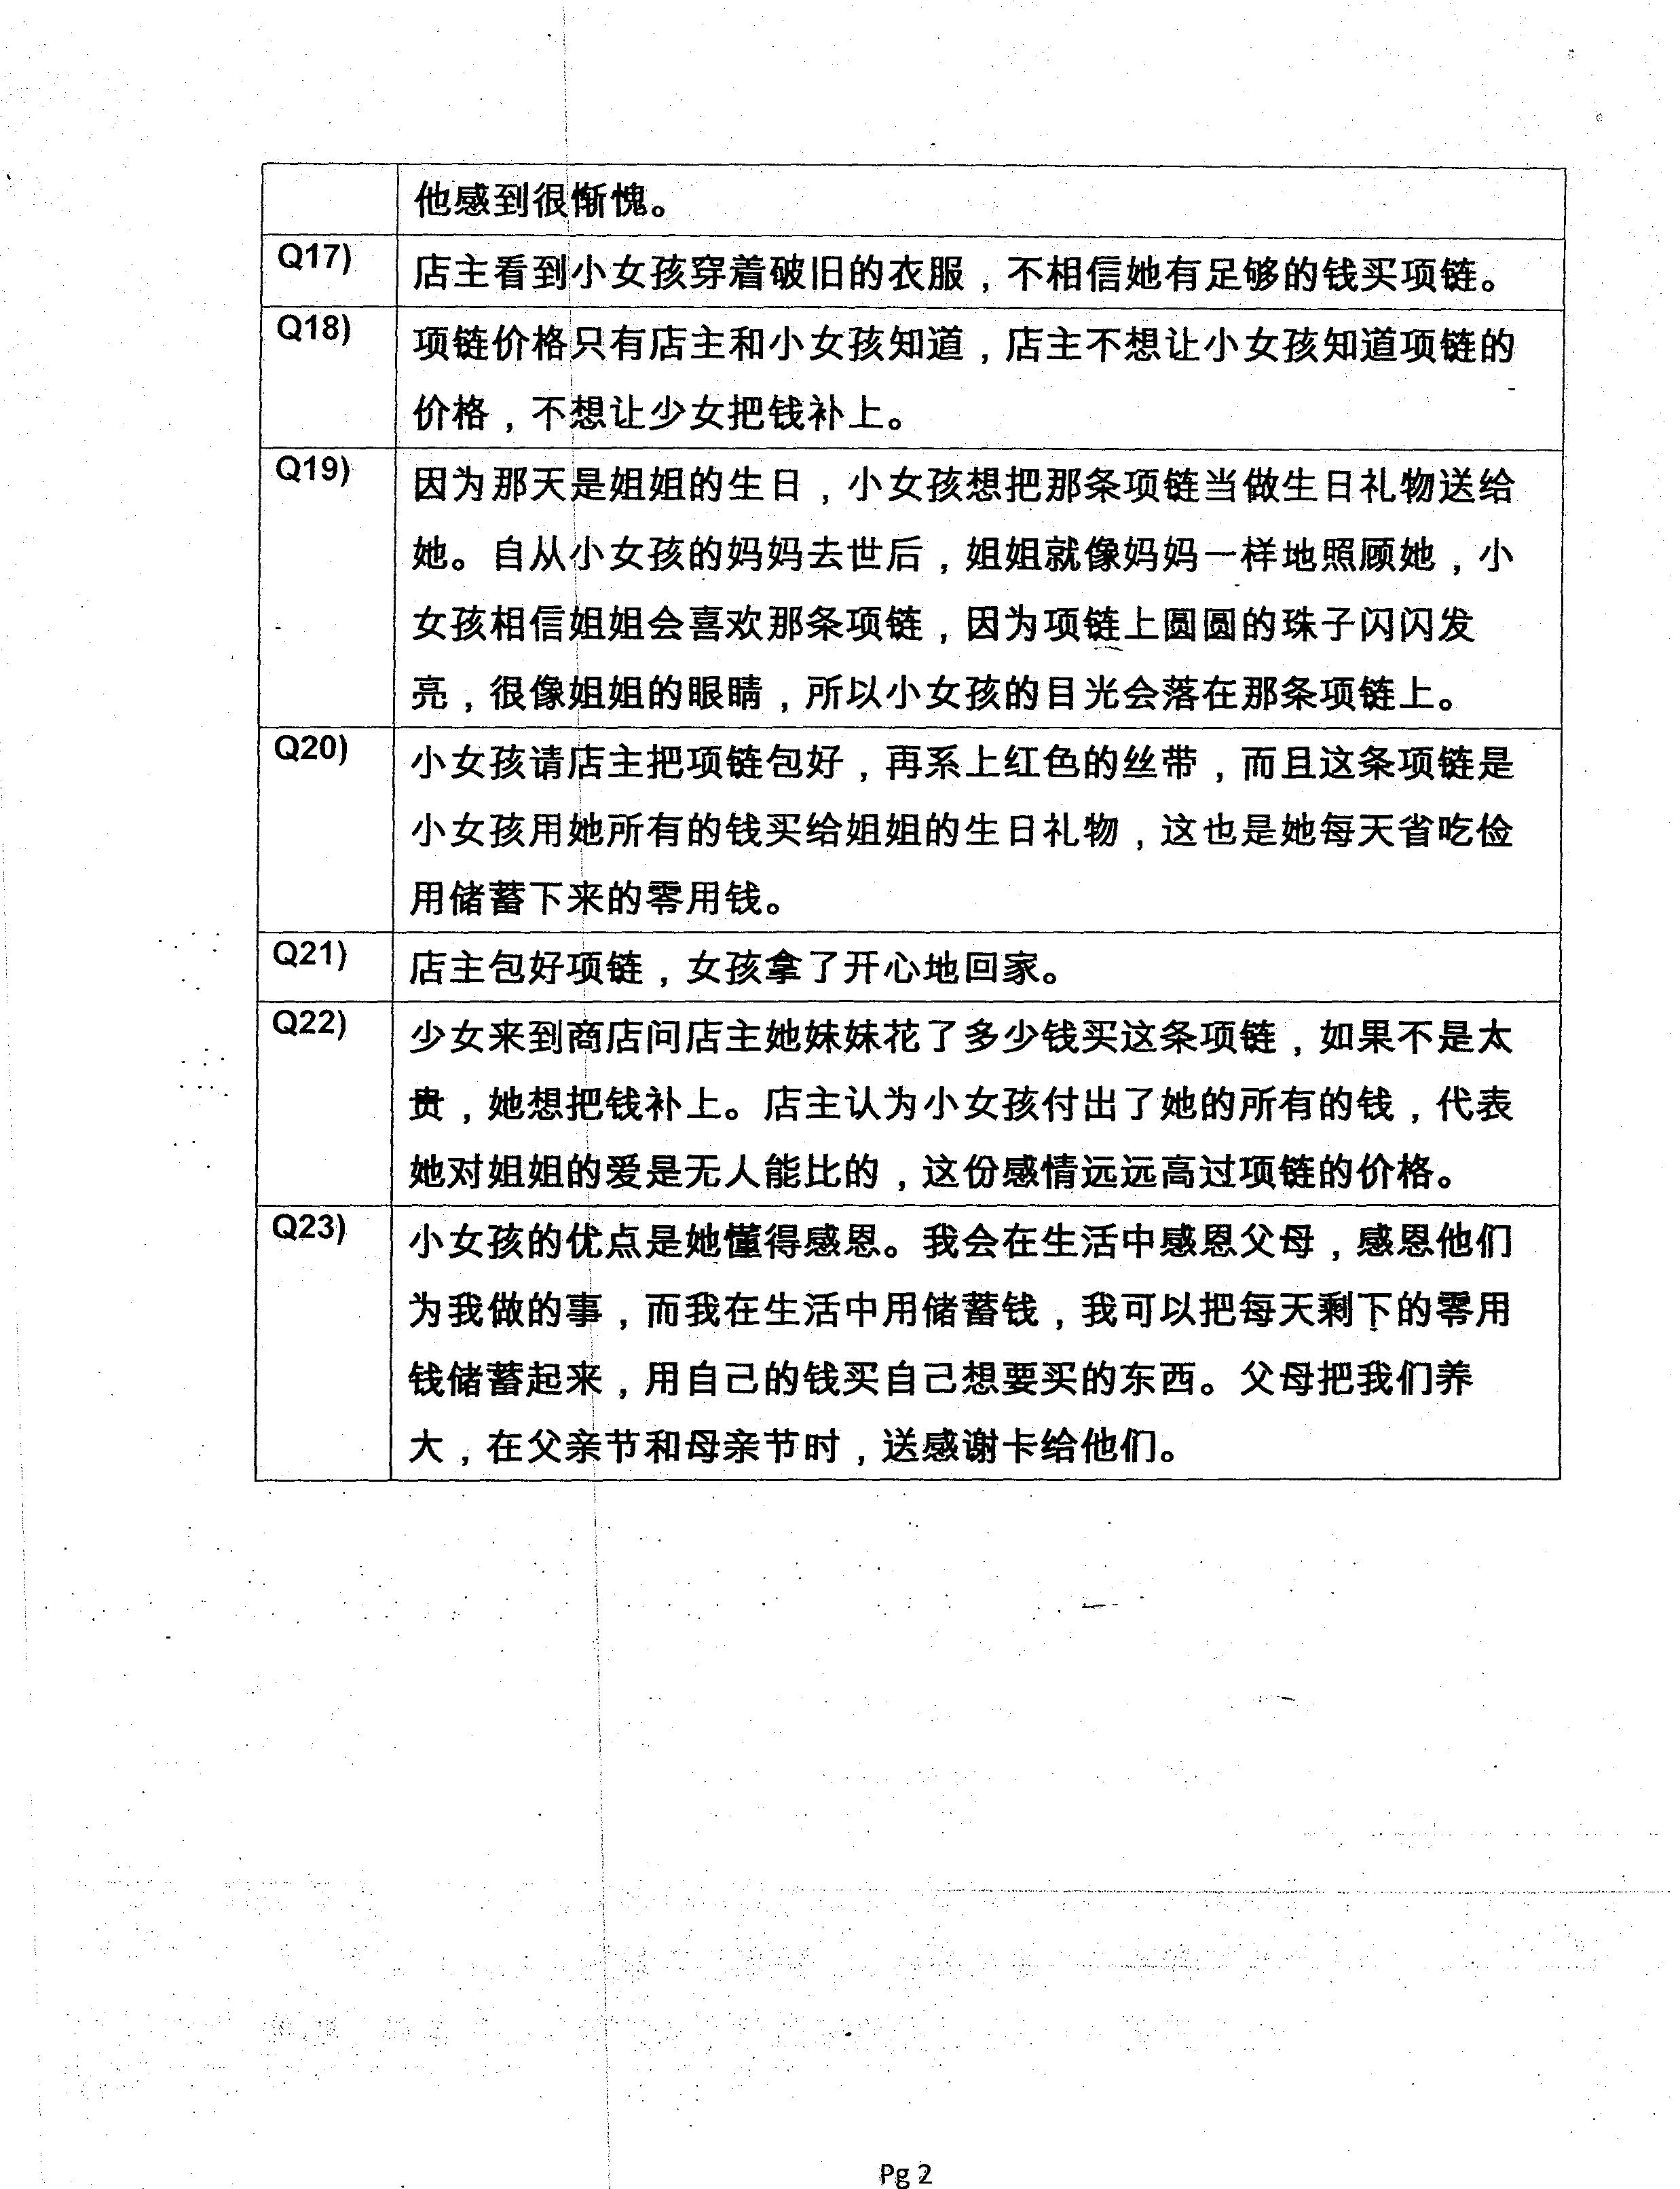 他感到很惭愧。
Q17) 店主看到小女孩穿着破旧的衣服，不相信她有足够的钱买项链。
Q18) 项链价格只有店主和小女孩知道，店主不想让小女孩知道项链的
价格，不想让少女把钱补上。
Q19) 因为那天是姐姐的生日，小女孩想把那条项链当做生日礼物送给
她。自从小女孩的妈妈去世后，姐姐就像妈妈一样地照顾她，小
女孩相信姐姐会喜欢那条项链，因为项链上圆圆的珠子闪闪发
亮，很像姐姐的眼睛，所以小女孩的目光会落在那条项链上。
Q20) 小女孩请店主把项链包好，再系上红色的丝带，而且这条项链是
小女孩用她所有的钱买给姐姐的生日礼物，这也是她每天省吃俭
用储蓄下来的零用钱。
Q21) 店主包好项链，女孩拿了开心地回家。
Q22) 少女来到商店问店主她妹妹花了多少钱买这条项链，如果不是太
贵，她想把钱补上。店主认为小女孩付出了她的所有的钱，代表
她对姐姐的爱是无人能比的，这份感情远远高过项链的价格。
Q23) 小女孩的优点是她懂得感恩。我会在生活中感恩父母，感恩他们
为我做的事，而我在生活中用储蓄钱，我可以把每天剩下的零用
钱储蓄起来，用自己的钱买自己想要买的东西。父母把我们养
大，在父亲节和母亲节时，送感谢卡给他们。
Pg 2